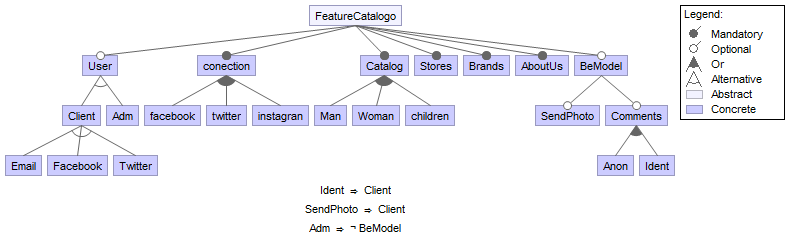 FeatureCatalogo
Legend:
Mandatory
Optional
Or
Alternative
Abstract
Concrete
User
conection
Catalog
Stores
Brands
AboutUs
BeModel
Client
Adm
facebook
twitter
instagran
Man
Woman
children
SendPhoto
Comments
Email
Facebook
Twitter
Anon
Ident
Ident ⇒ Client
SendPhoto ⇒ Client
Adm ⇒ ¬ BeModel